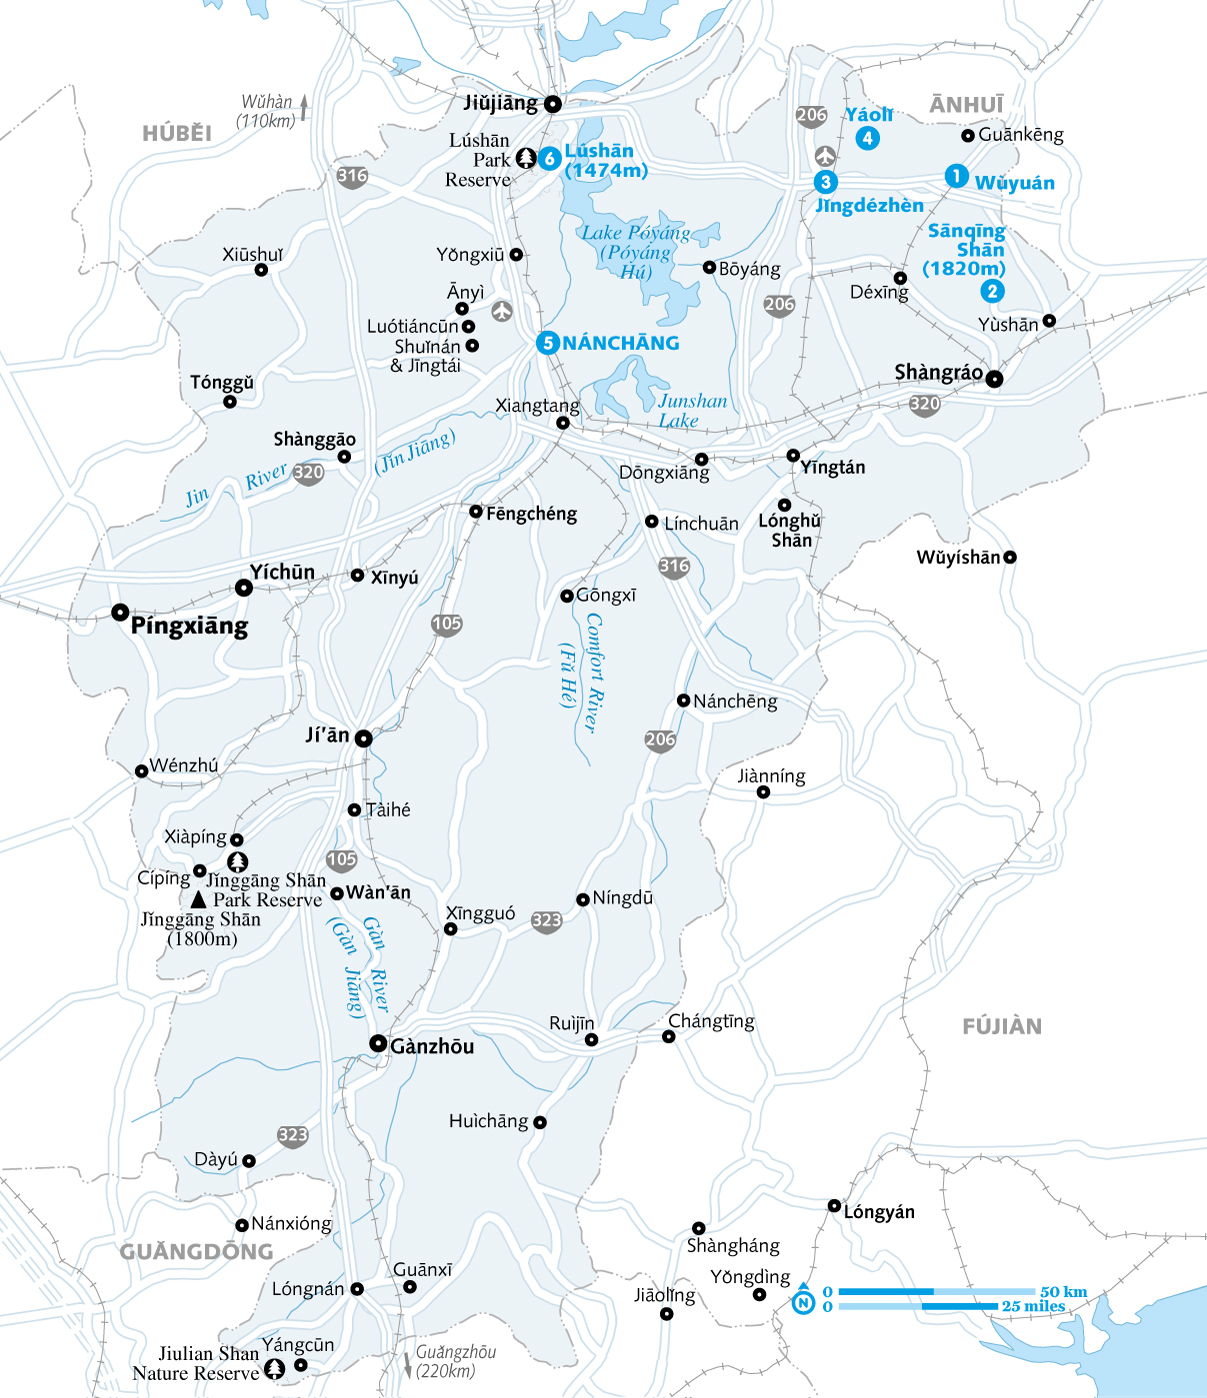 Wǔhàn
(110km)
Jiǔjiāng
206
ĀNHUĪ
Yáolǐ
4
HÚBĚI
Guānkēng
Lúshān
Park
Reserve
6
Lúshān
(1474m)
316
3
Jǐngdézhèn
1
Wùyuán
Sānqīng
Shān
(1820m)
2
Xiūshuǐ
Yǒngxiū
Lake Póyáng
(Póyáng
Hú)
Bōyáng
Déxīng
Ānyì
206
Luótiáncūn
Yùshān
Shuǐnán
& Jīngtái
5
NÁNCHĀNG
Tónggǔ
Shàngráo
Xiangtang
Junshan
Lake
320
Shànggāo
(Jǐn Jiāng)
Jin River
320
Dōngxiāng
Yīngtán
Fēngchéng
Línchuān
Lónghǔ
Shān
Wǔyíshān
316
Yíchūn
Xīnyú
Gōngxī
Píngxiāng
105
Comfort River
(Fǔ Hé)
Nánchēng
Jí'ān
206
Wénzhú
Jiànníng
Tàihé
Xiàpíng
105
Cípíng
Jǐnggāng Shān
Park Reserve
Wàn'ān
Níngdū
Jǐnggāng Shān
(1800m)
Xīngguó
323
Gàn River
(Gàn Jiāng)
Ruìjīn
Chángtīng
FÚJIÀN
Gànzhōu
Huìchāng
323
Dàyú
Lóngyán
Nánxióng
GUǍNGDŌNG
Shàngháng
Guānxī
Yǒngdìng
Lóngnán
Jiāolǐng
N
0 50 km
0 25 miles
Yángcūn
Jiulian Shan
Nature Reserve
Guǎngzhōu
(220km)